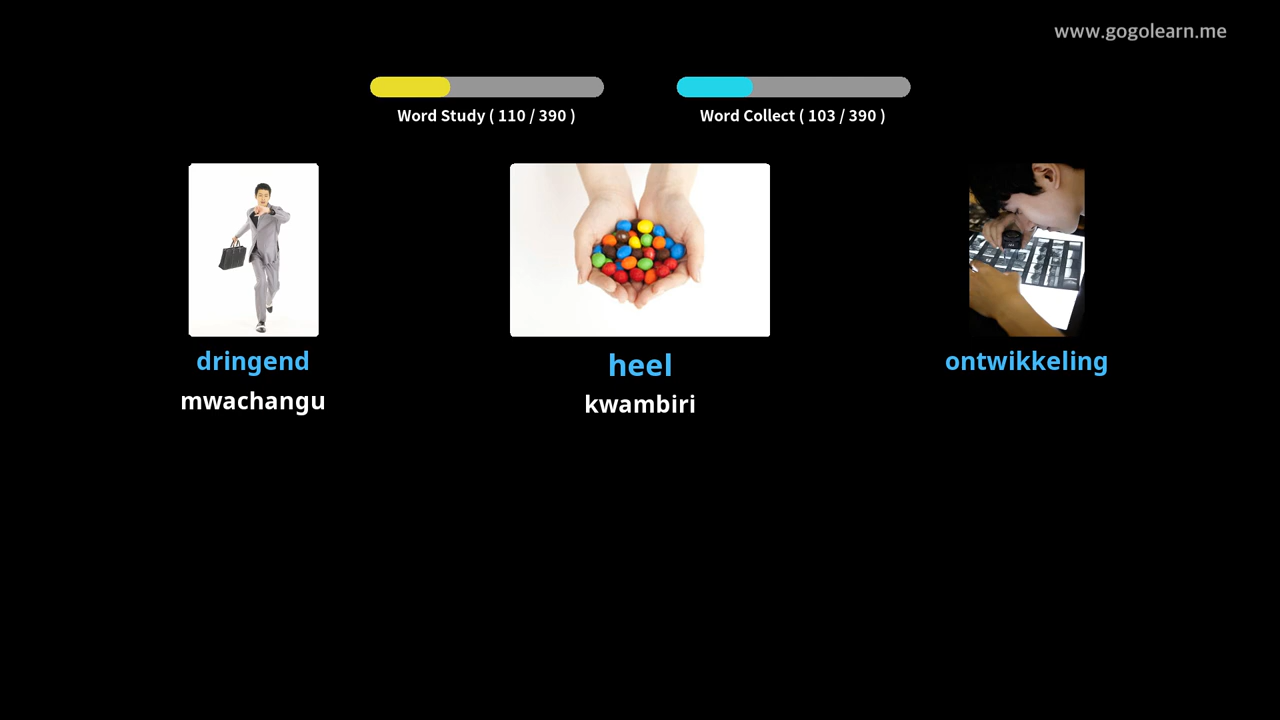 www.gogolearn.me
Word Study ( 110 / 390 )
Word Collect ( 103 / 390 )
dringend
mwachangu
heel
kwambiri
ontwikkeling